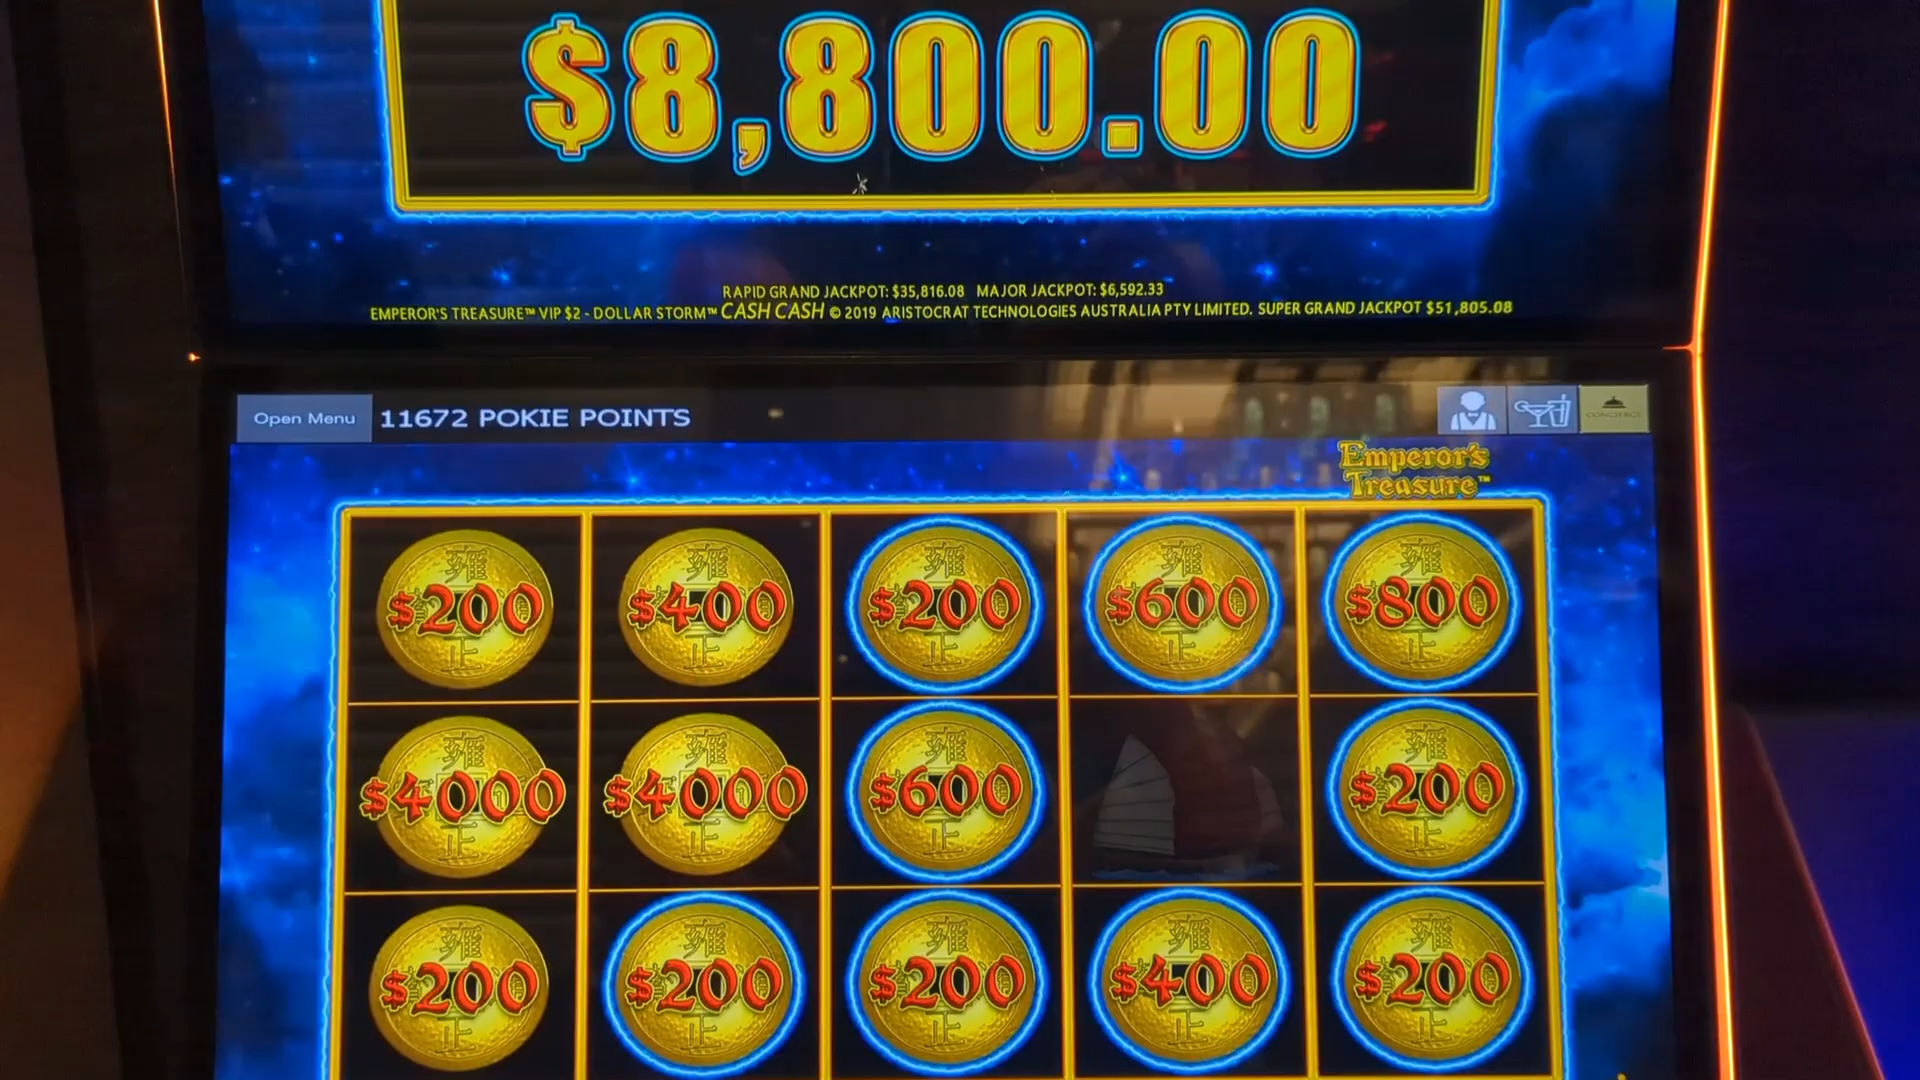 $8,800.00
RAPID GRAND JACKPOT: $35,816.08 MAJOR JACKPOT: $6,592.33
EMPEROR'S TREASURE™ VIP $2 - DOLLAR STORM™ CASH CASH © 2019 ARISTOCRAT TECHNOLOGIES AUSTRALIA PTY LIMITED. SUPER GRAND JACKPOT $51,805.08
Open Menu 11672 POKIE POINTS
CONCIERGE
Emperor's
Treasure™
$200 $400 $200 $600 $800
$4000 $4000 $600 $200
$200 $200 $200 $400 $200